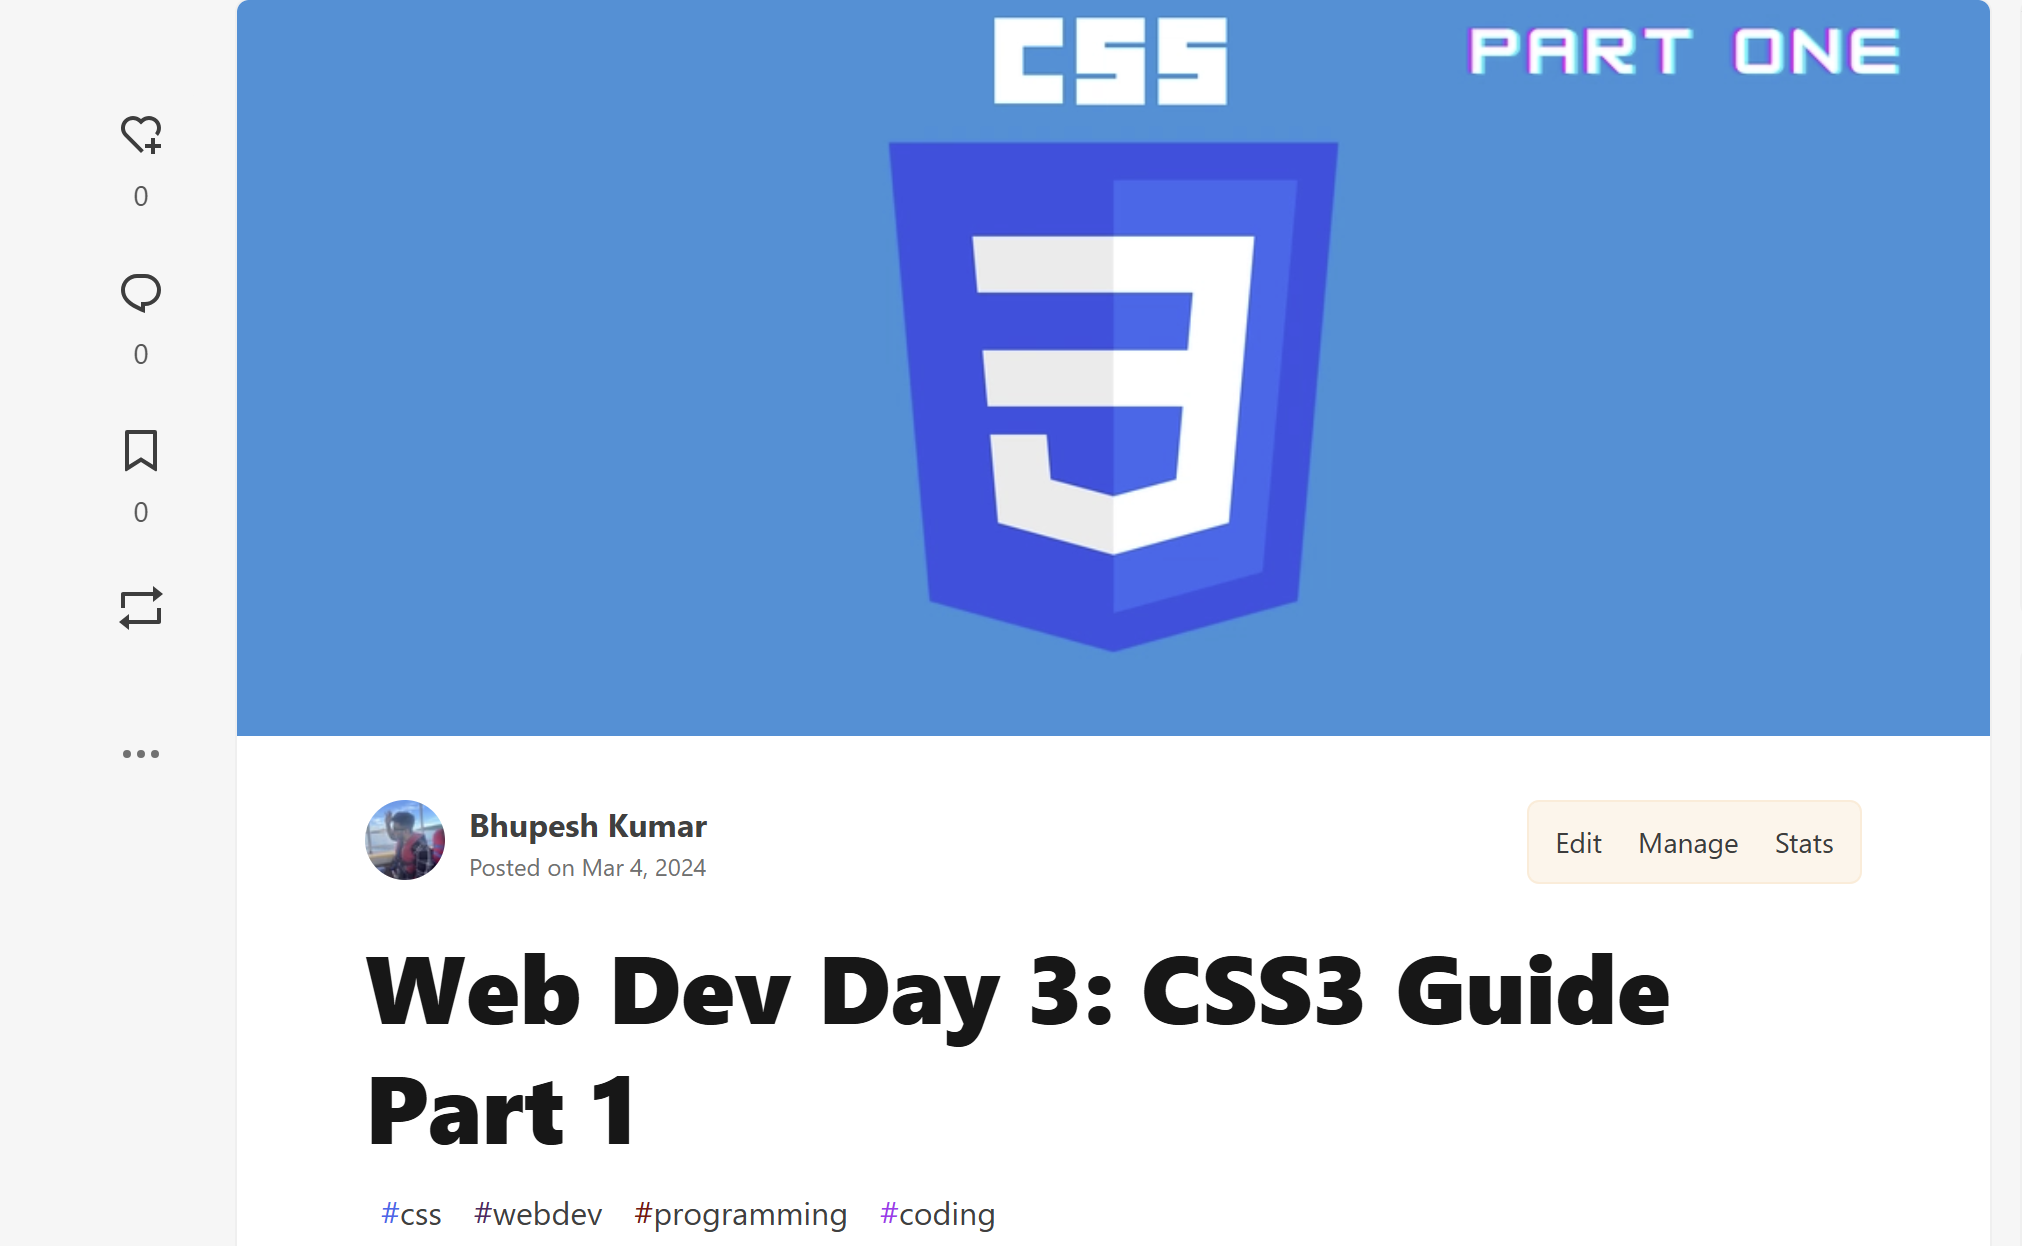 CSS
PART ONE
3
0
0
0
Bhupesh Kumar
Posted on Mar 4, 2024
Edit Manage Stats
Web Dev Day 3: CSS3 Guide
Part 1
#css #webdev #programming #coding